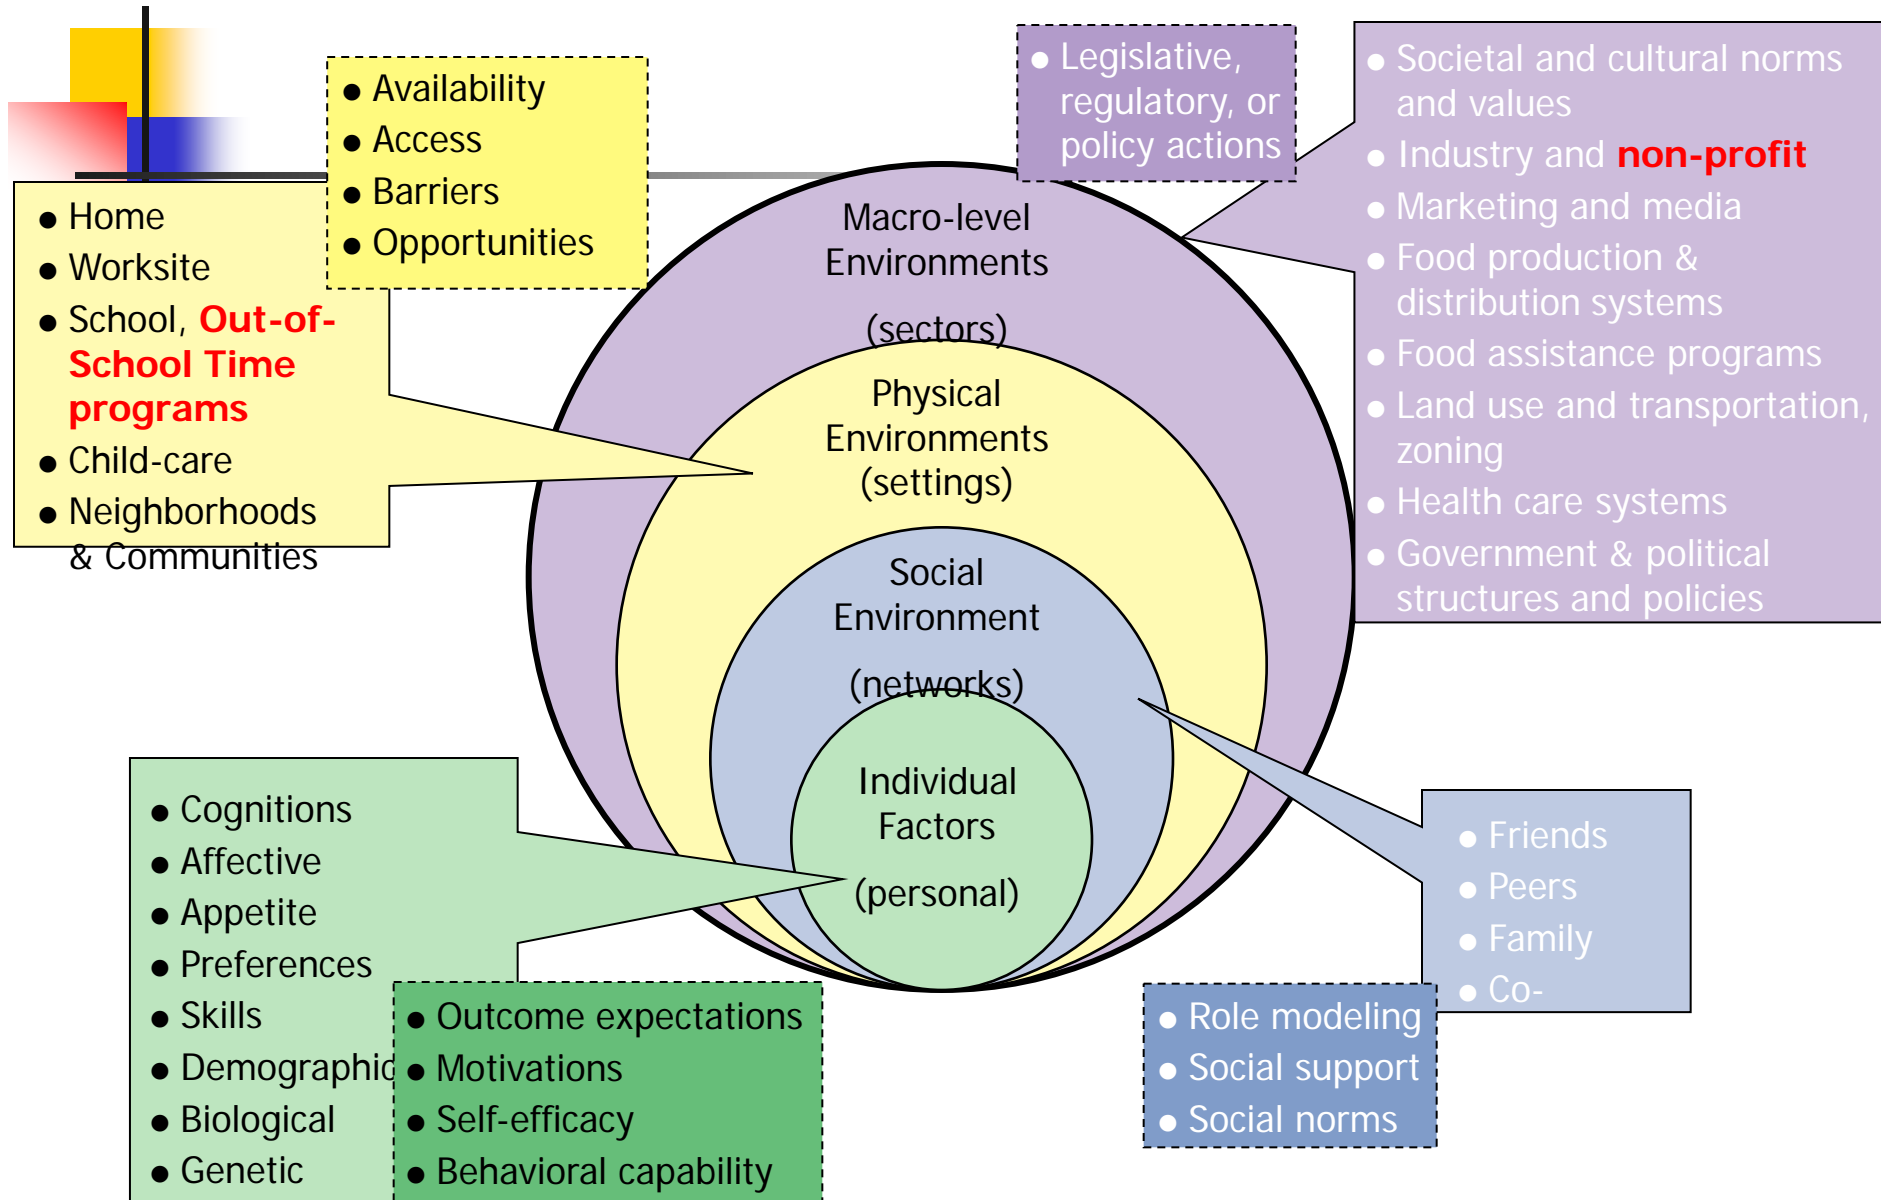 ● Availability
● Access
● Barriers
● Opportunities
● Legislative,
regulatory, or
policy actions
● Societal and cultural norms
and values
● Industry and non-profit
● Marketing and media
● Food production &
distribution systems
● Food assistance programs
● Land use and transportation,
zoning
● Health care systems
● Government & political
structures and policies
● Home
● Worksite
● School, Out-of-
School Time
programs
● Child-care
● Neighborhoods
& Communities
Macro-level
Environments
(sectors)
Physical
Environments
(settings)
Social
Environment
(networks)
Individual
Factors
(personal)
● Cognitions
● Affective
● Appetite
● Preferences
● Skills
● Demographic
● Biological
● Genetic
● Outcome expectations
● Motivations
● Self-efficacy
● Behavioral capability
● Friends
● Peers
● Family
● Co-
● Role modeling
● Social support
● Social norms